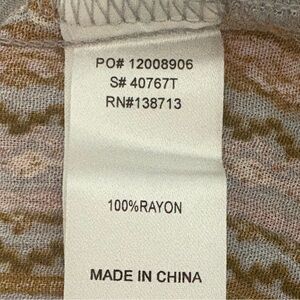 PO# 12008906
S# 40767T
RN#138713
100%RAYON
MADE IN CHINA